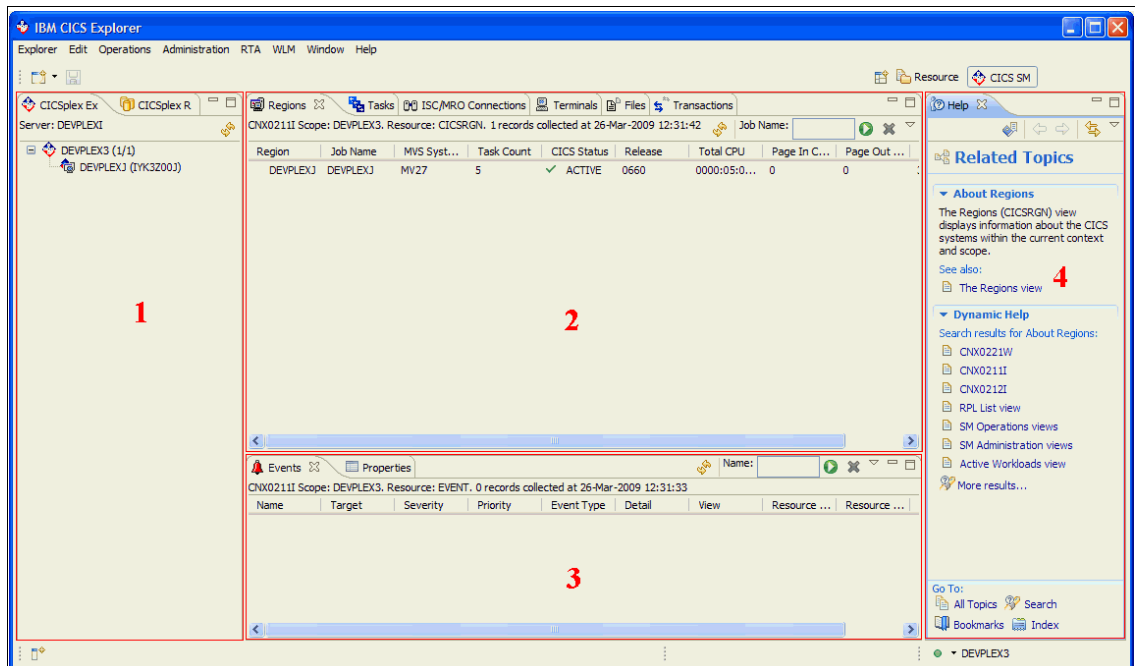 IBM CICS Explorer
Explorer Edit Operations Administration RTA WLM Window Help
Resource CICS SM
CICSplex Ex CICSplex R
Server: DEVPLEXI
DEVPLEX3 (1/1)
DEVPLEXJ (IYK3Z00J)
1
Regions Tasks ISC/MRO Connections Terminals Files Transactions
CNX0211I Scope: DEVPLEX3. Resource: CICSRGN. 1 records collected at 26-Mar-2009 12:31:42 Job Name:
Region Job Name MVS Syst... Task Count CICS Status Release Total CPU Page In C... Page Out ...
DEVPLEXJ DEVPLEXJ MV27 5 ACTIVE 0660 0000:05:0... 0 0
2
Events Properties Name:
CNX0211I Scope: DEVPLEX3. Resource: EVENT. 0 records collected at 26-Mar-2009 12:31:33
Name Target Severity Priority Event Type Detail View Resource ... Resource ...
3
Help
Related Topics
About Regions
The Regions (CICSRGN) view
displays information about the CICS
systems within the current context
and scope.
See also:
4
The Regions view
Dynamic Help
Search results for About Regions:
CNX0221W
CNX0211I
CNX0212I
RPL List view
SM Operations views
SM Administration views
Active Workloads view
More results...
Go To:
All Topics Search
Bookmarks Index
DEVPLEX3